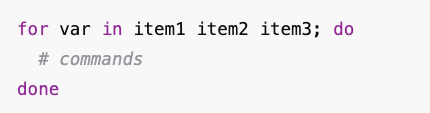 for var in item1 item2 item3; do
  # commands
done